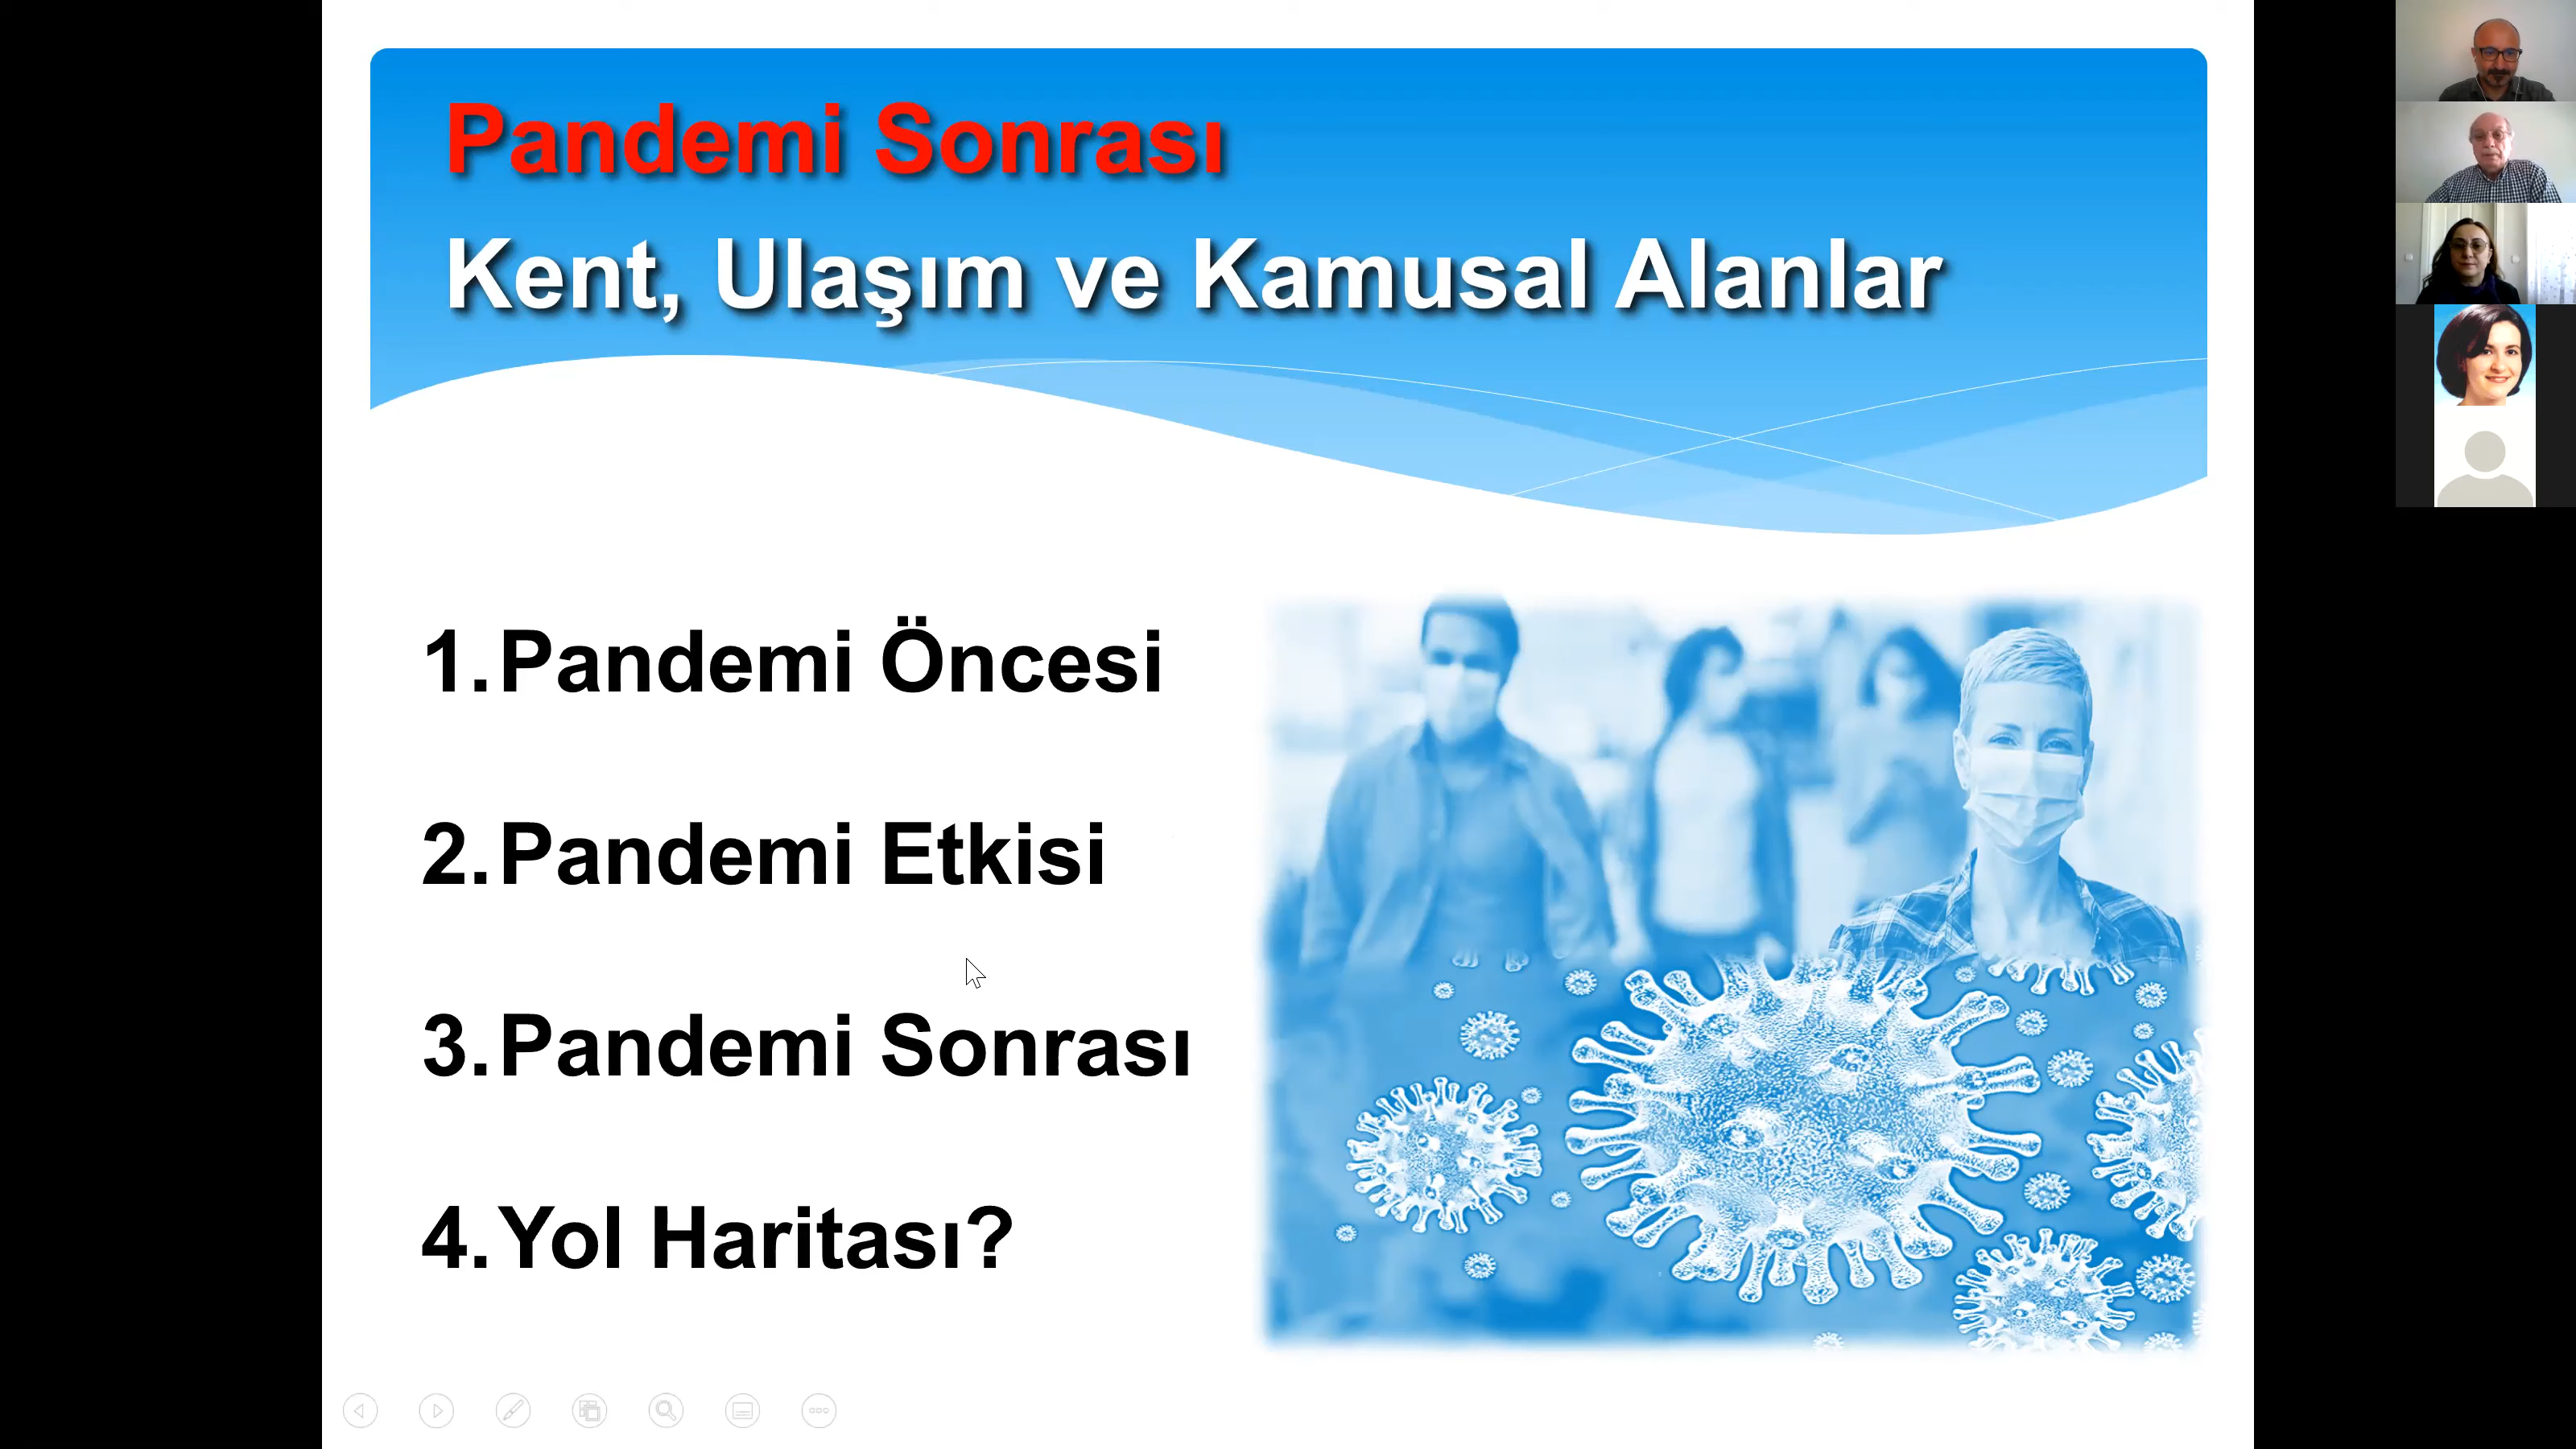 Pandemi Sonrası
Kent, Ulaşım ve Kamusal Alanlar
1. Pandemi Öncesi
2. Pandemi Etkisi
3. Pandemi Sonrası
4. Yol Haritası?